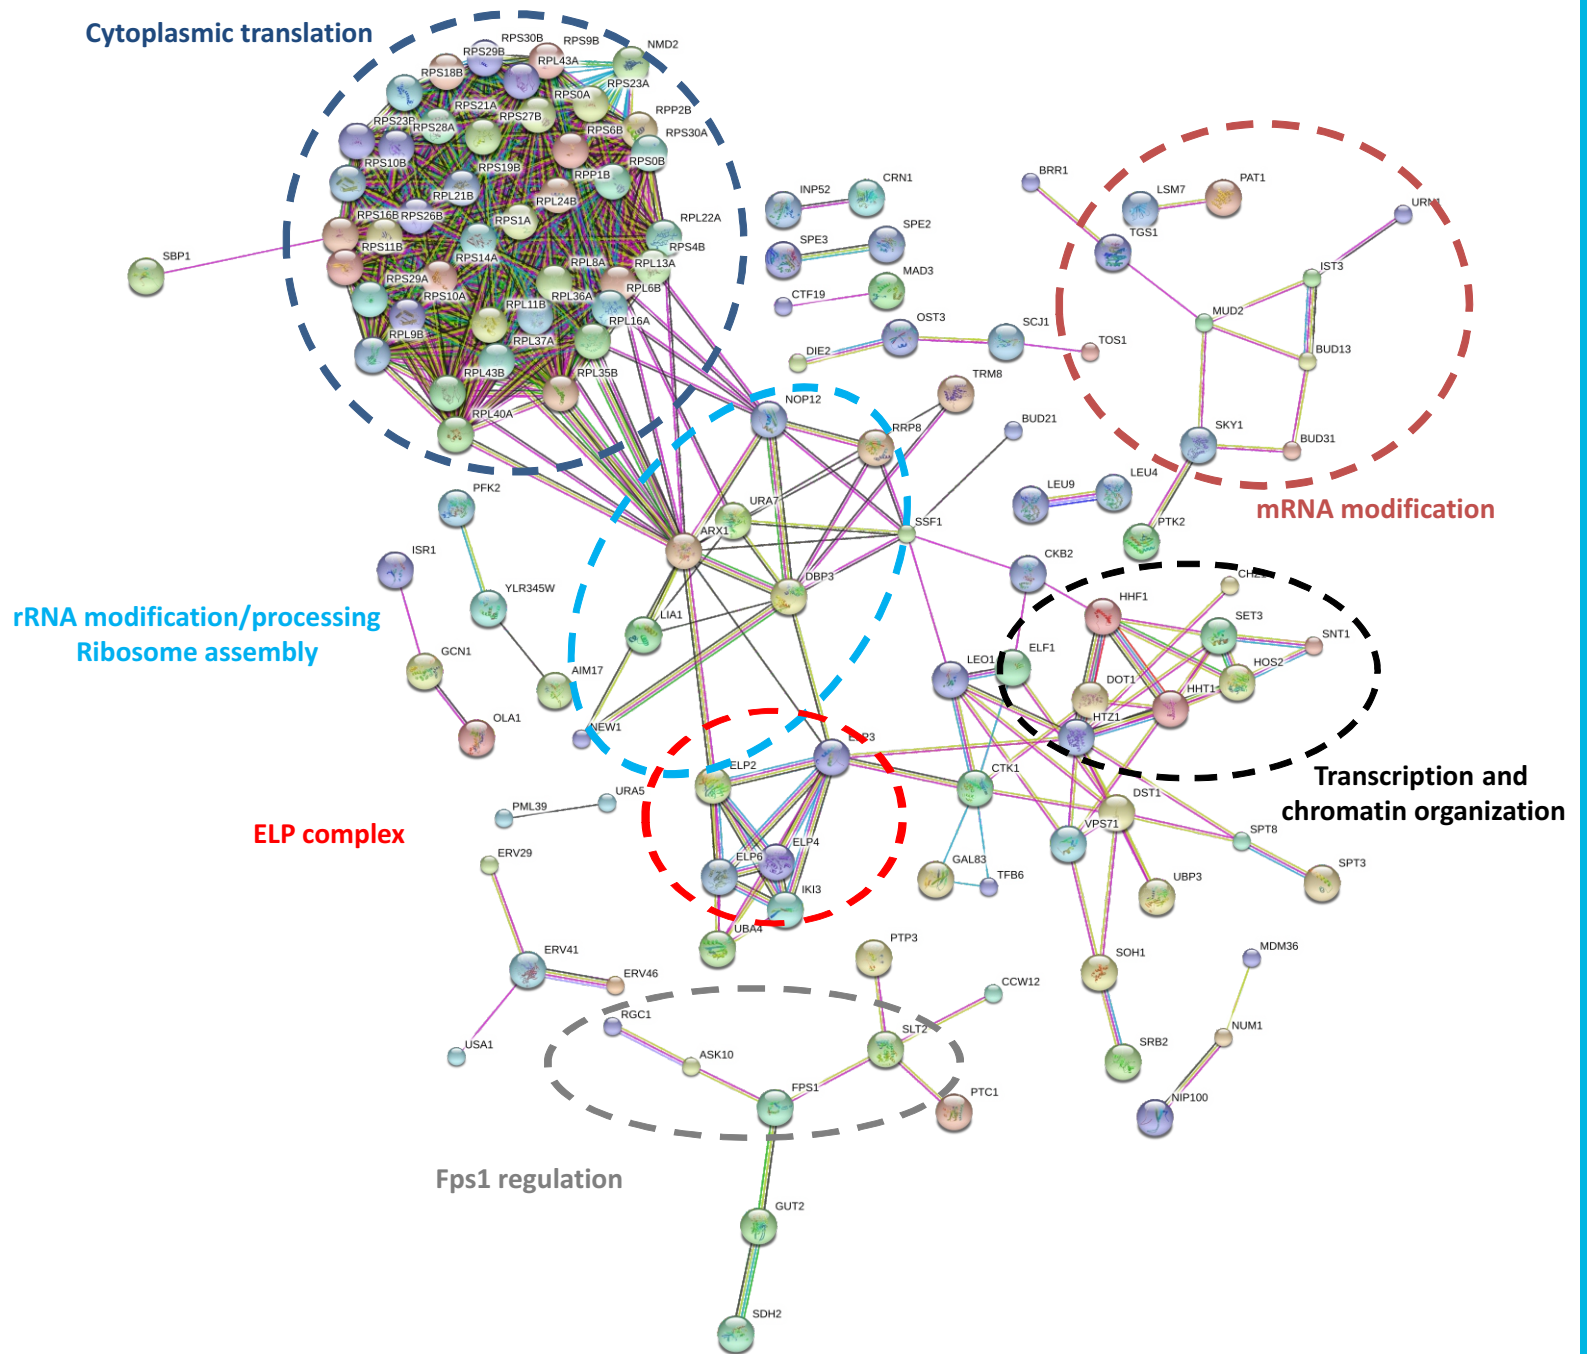 Cytoplasmic translation
RPS30B
RPS9B
NMD2
RPS29B
RPL43A
RPS18B
RPS23A
RPS21A
RPS0A
RPP2B
RPS23B
RPS28A
RPS27B
RPS6B
RPS30A
RPS10B
RPS19B
RPP1B
RPS0B
RPL21B
RPL24B
RPS16B
RPS26B
RPS1A
RPL22A
RPS11B
RPS4B
SBP1
RPS14A
RPL8A
RPL13A
RPS29A
RPS10A
RPL36A
RPL6B
RPL11B
RPL9B
RPL16A
RPL37A
RPL43B
RPL35B
RPL40A
INP52
CRN1
SPE3
SPE2
MAD3
CTF19
OST3
SCJ1
DIE2
TOS1
BRR1
LSM7
PAT1
TGS1
IST3
MUD2
BUD13
SKY1
BUD31
PTK2
mRNA modification
TRM8
NOP12
RRP8
BUD21
LEU9
LEU4
PFK2
URA7
SSF1
ARX1
ISR1
DBP3
CKB2
YLR345W
LIA1
rRNA modification/processing
Ribosome assembly
HHF1
SET3
SNT1
HOS2
GCN1
AIM17
LEO1
ELF1
DOT1
HHT1
HTZ1
OLA1
NEW1
ELP2
CTK1
DST1
Transcription and
chromatin organization
PML39
URA5
ELP complex
VPS71
SPT8
ELP4
ELP6
ERV29
GAL83
TFB6
UBP3
SPT3
IKI3
UBA4
ERV41
ERV46
PTP3
CCW12
SOH1
MDM36
RGC1
SLT2
NUM1
USA1
ASK10
SRB2
FPS1
PTC1
NIP100
Fps1 regulation
GUT2
SDH2